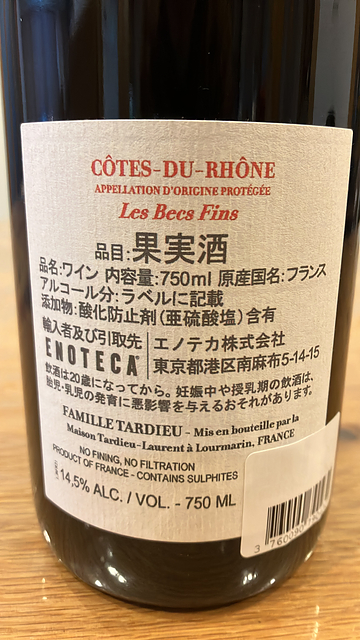 CÔTES-DU-RHÔNE
APPELLATION D'ORIGINE PROTÉGÉE
Les Becs Fins
品目:果実酒
品名:ワイン 内容量:750ml 原産国名:フランス
アルコール分:ラベルに記載
添加物:酸化防止剤(亜硫酸塩)含有
輸入者及び引取先 エノテカ株式会社
ENOTECA® 東京都港区南麻布5-14-15
飲酒は20歳になってから。妊娠中や授乳期の飲酒は、
胎児・乳児の発育に悪影響を与えるおそれがあります。
FAMILLE TARDIEU - Mis en bouteille par la
Maison Tardieu-Laurent à Lourmarin, FRANCE
NO FINING, NO FILTRATION
PRODUCT OF FRANCE - CONTAINS SULPHITES
14,5% ALC. / VOL. - 750 ML